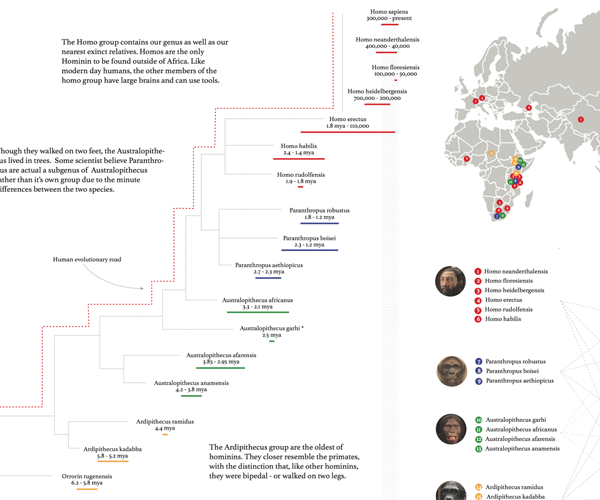 Homo sapiens
300,000 - present
The Homo group contains our genus as well as our
nearest exinct relatives. Homos are the only
Hominin to be found outside of Africa. Like
modern day humans, the other members of the
homo group have large brains and can use tools.
Homo neanderthalensis
400,000 - 40,000
Homo floresiensis
100,000 - 50,000
Homo heidelbergensis
700,000 - 200,000
Homo erectus
1.8 mya - 110,000
Homo habilis
2.4 - 1.4 mya
Though they walked on two feet, the Australopithe-
us lived in trees. Some scientist believe Paranthro-
us are actual a subgenus of Australopithecus
ather than it's own group due to the minute
ifferences between the two species.
Homo rudolfensis
1.9 - 1.8 mya
Paranthropus robustus
1.8 - 1.2 mya
Paranthropus boisei
2.3 - 1.2 mya
Human evolutionary road
Paranthropus aethiopicus
2.7 - 2.3 mya
Australopithecus africanus
3.3 - 2.1 mya
Australopithecus garhi *
2.5 mya
Australopithecus afarensis
3.85 - 2.95 mya
Australopithecus anamensis
4.2 - 3.8 mya
Ardipithecus ramidus
4.4 mya
Ardipithecus kadabba
5.8 - 5.2 mya
Orrorin tugenensis
6.2 - 5.8 mya
The Ardipithecus group are the oldest of
hominins. They closer resemble the primates,
with the distinction that, like other hominins,
they were bipedal - or walked on two legs.
1 Homo neanderthalensis
2 Homo floresiensis
3 Homo heidelbergensis
4 Homo erectus
5 Homo rudolfensis
6 Homo habilis
7 Paranthropus robustus
8 Paranthropus boisei
9 Paranthropus aethiopicus
10 Australopithecus garhi
11 Australopithecus africanus
12 Australopithecus afarensis
13 Australopithecus anamensis
14 Ardipithecus ramidus
15 Ardipithecus kadabba